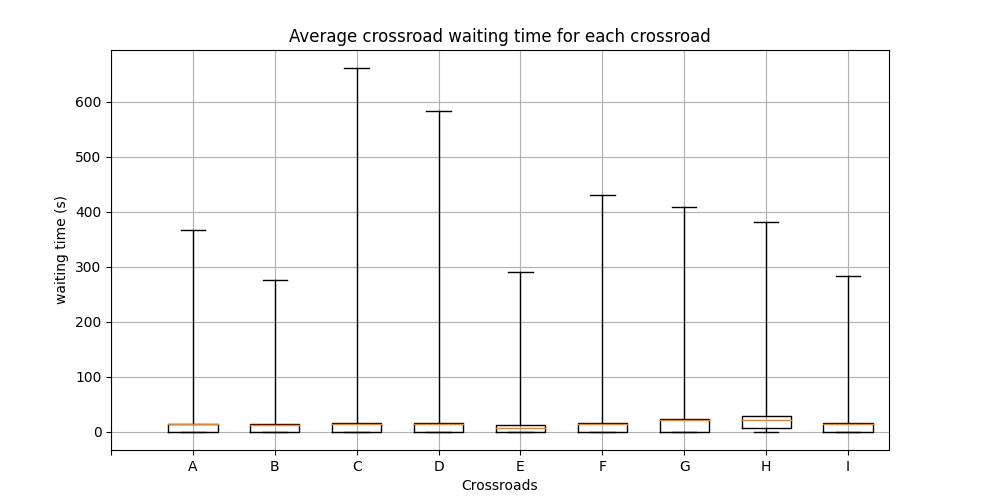 Average crossroad waiting time for each crossroad
waiting time (s)
600
500
400
300
200
100
0
A B C D E F G H I
Crossroads